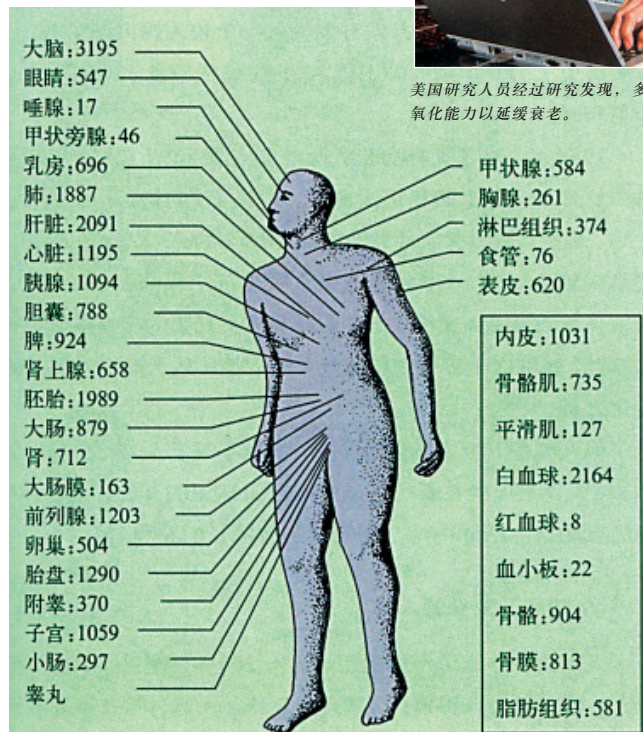 美国研究人员经过研究发现，多
氧化能力以延缓衰老。
大脑:3195
眼睛:547
唾腺:17
甲状旁腺:46
乳房:696
肺:1887
肝脏:2091
心脏:1195
胰腺:1094
胆囊:788
脾:924
肾上腺:658
胚胎:1989
大肠:879
肾:712
大肠膜:163
前列腺:1203
卵巢:504
胎盘:1290
附睾:370
子宫:1059
小肠:297
睾丸
甲状腺:584
胸腺:261
淋巴组织:374
食管:76
表皮:620
内皮:1031
骨骼肌:735
平滑肌:127
白血球:2164
红血球:8
血小板:22
骨骼:904
骨膜:813
脂肪组织:581